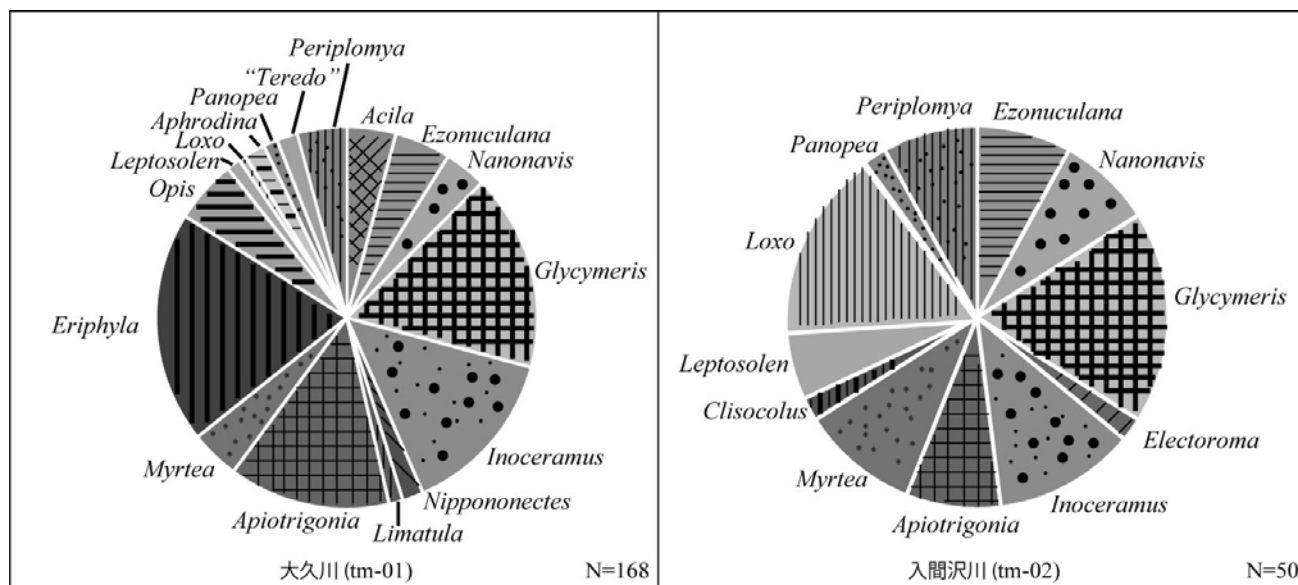 Periplomya
"Teredo"
Panopea
Aphrodina
Loxo
Leptosolen
Opis
Eriphyla
Myrtea
Apiotrigonia
Limatula
Nippononectes
Inoceramus
Glycymeris
Nanonavis
Ezonuculana
Acila
大久川 (tm-01)
N=168
Periplomya
Panopea
Loxo
Leptosolen
Clisocolus
Myrtea
Apiotrigonia
Inoceramus
Electoroma
Glycymeris
Nanonavis
Ezonuculana
入間沢川 (tm-02)
N=50